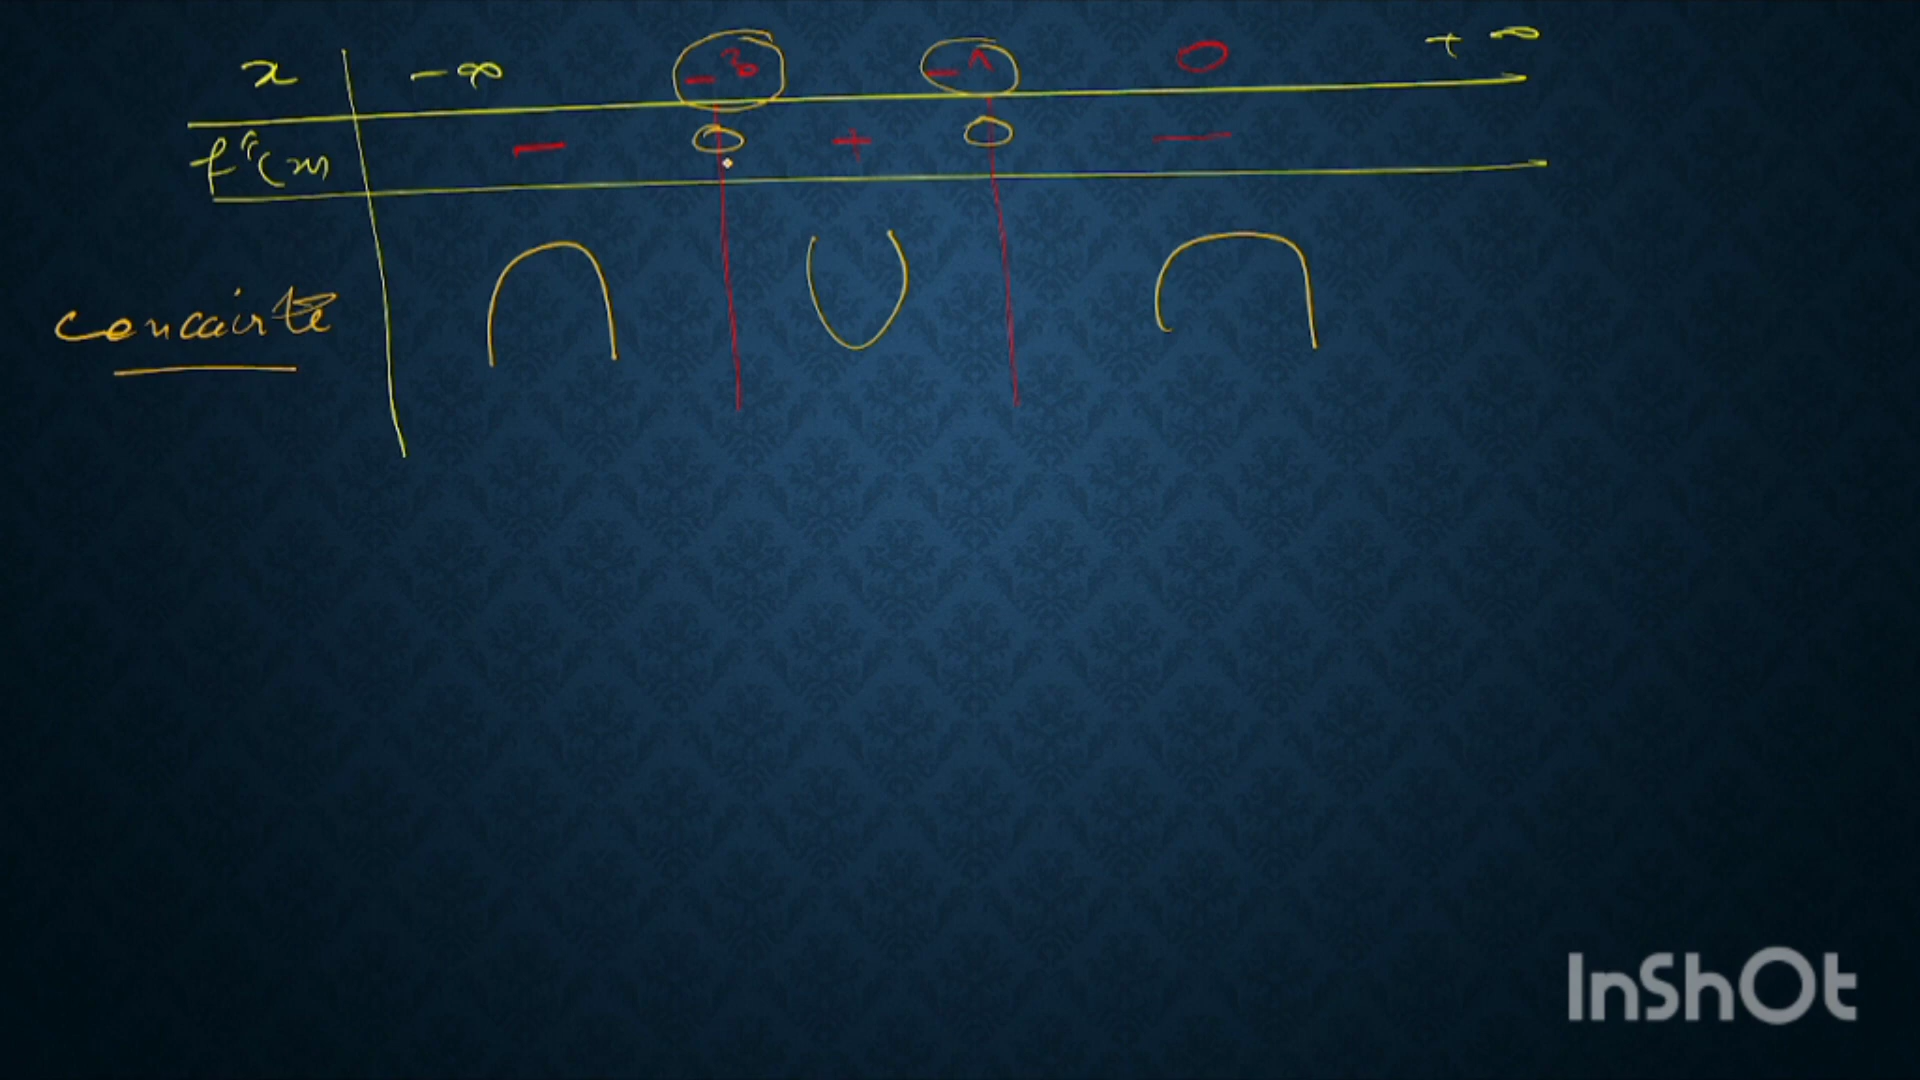 x -∞ -3 -1 0 +∞
f''(x) - 0 + 0 -
concavité
InShOt